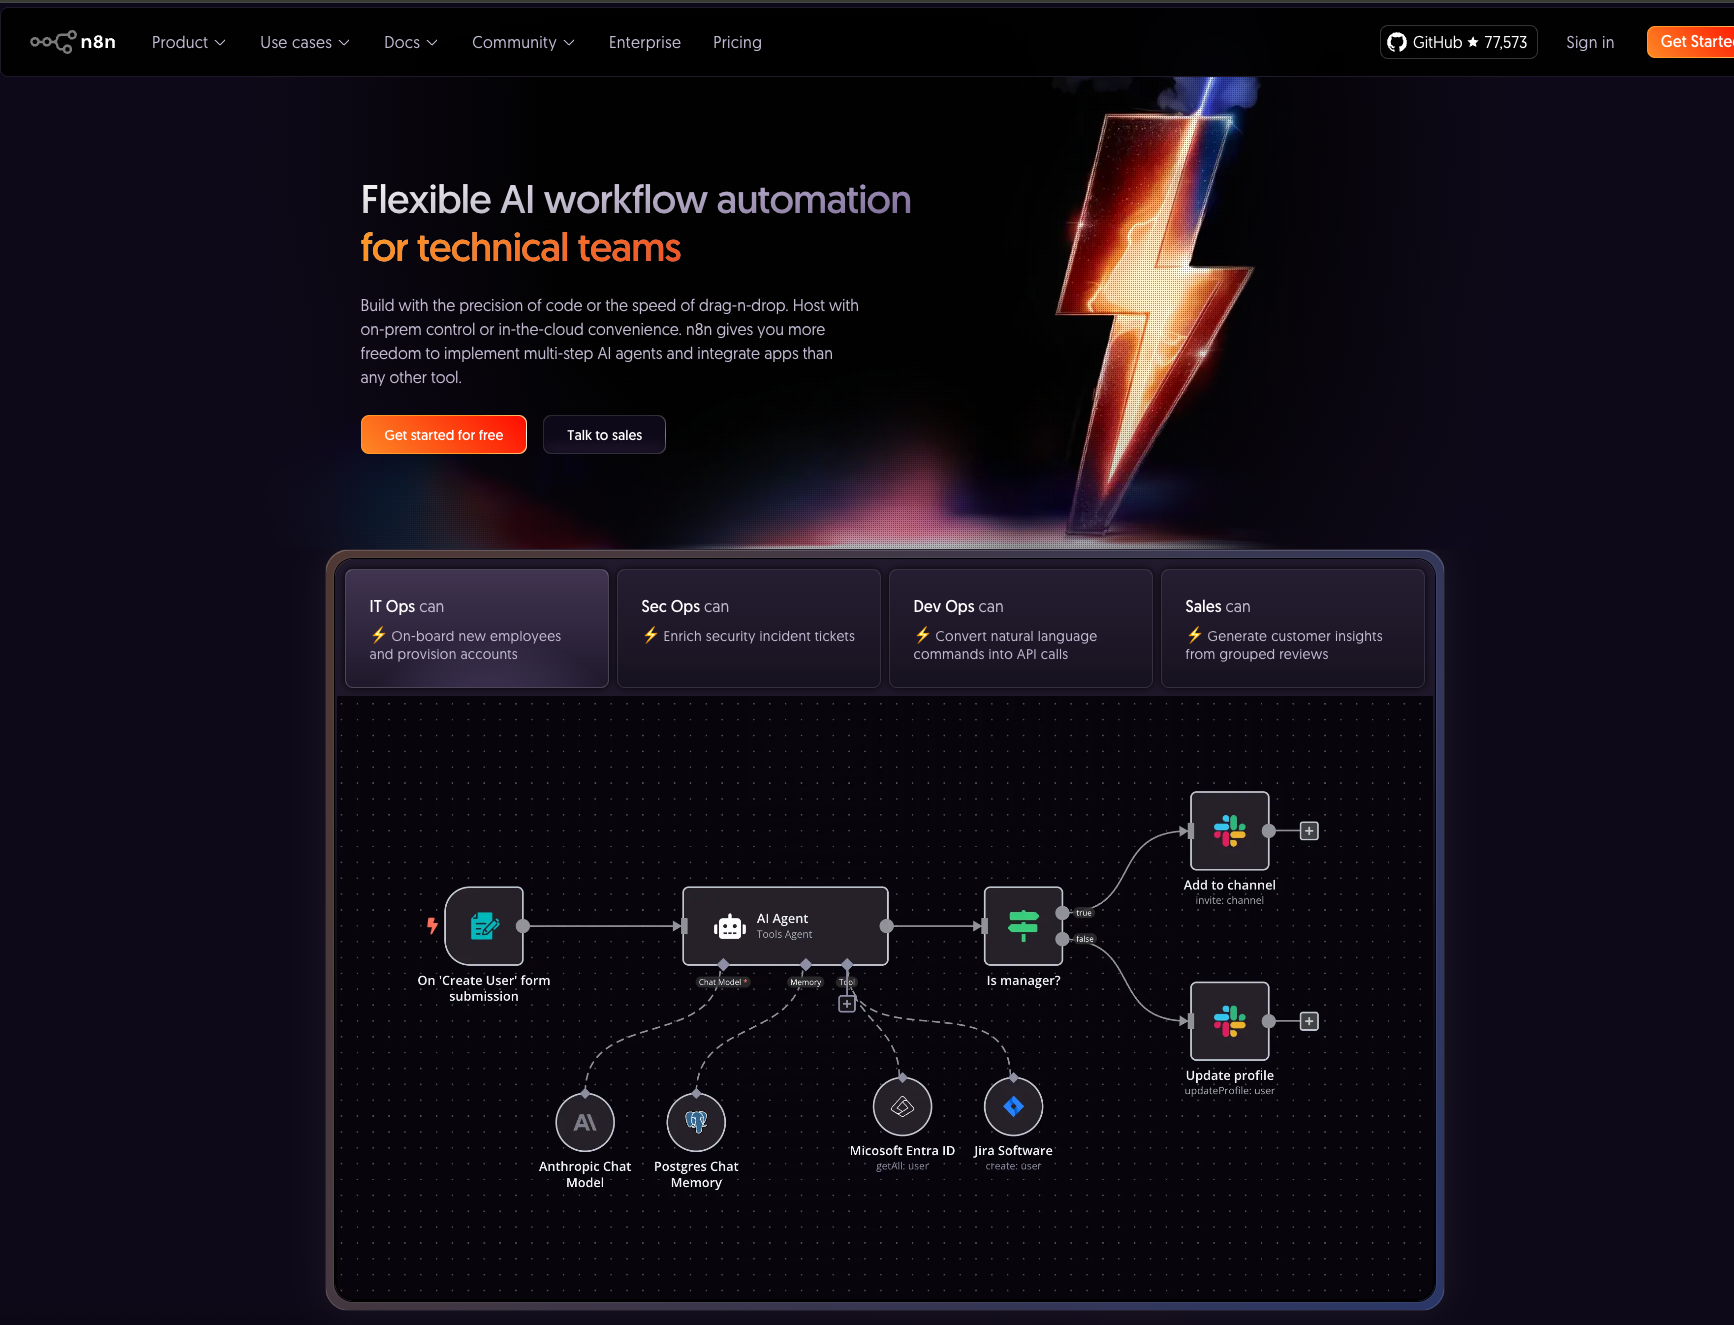 n8n
Product
Use cases
Docs
Community
Enterprise
Pricing
GitHub ★ 77,573
Sign in
Get Starte
Flexible AI workflow automation
for technical teams
Build with the precision of code or the speed of drag-n-drop. Host with
on-prem control or in-the-cloud convenience. n8n gives you more
freedom to implement multi-step AI agents and integrate apps than
any other tool.
Get started for free
Talk to sales
IT Ops can
⚡ On-board new employees
and provision accounts
Sec Ops can
⚡ Enrich security incident tickets
Dev Ops can
⚡ Convert natural language
commands into API calls
Sales can
⚡ Generate customer insights
from grouped reviews
On 'Create User' form
submission
AI Agent
Tools Agent
Chat Model *
Memory
Tool
Is manager?
true
false
Add to channel
invite: channel
Update profile
updateProfile: user
Anthropic Chat
Model
Postgres Chat
Memory
Micosoft Entra ID
getAll: user
Jira Software
create: user